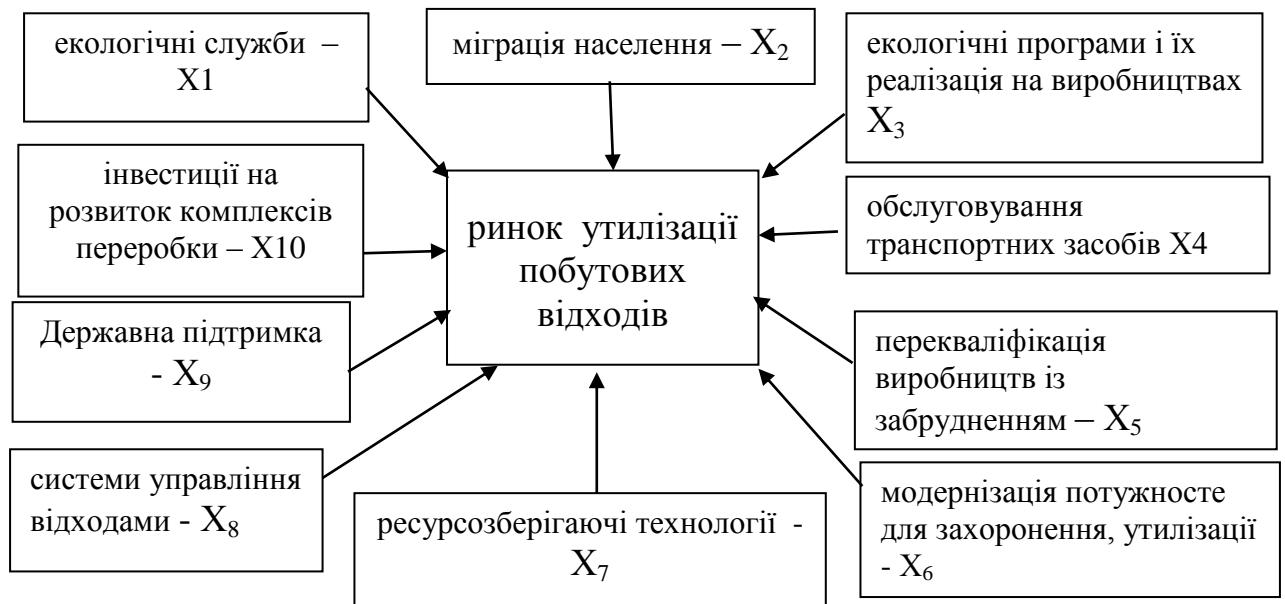 екологічні служби –
X1
міграція населення – X₂
екологічні програми і їх
реалізація на виробництвах
X₃
інвестиції на
розвиток комплексів
переробки – X10
ринок утилізації
побутових
відходів
обслуговування
транспортних засобів X4
Державна підтримка
- X₉
перекваліфікація
виробництв із
забрудненням – X₅
системи управління
відходами - X₈
ресурсозберігаючі технології -
X₇
модернізація потужносте
для захоронення, утилізації
- X₆